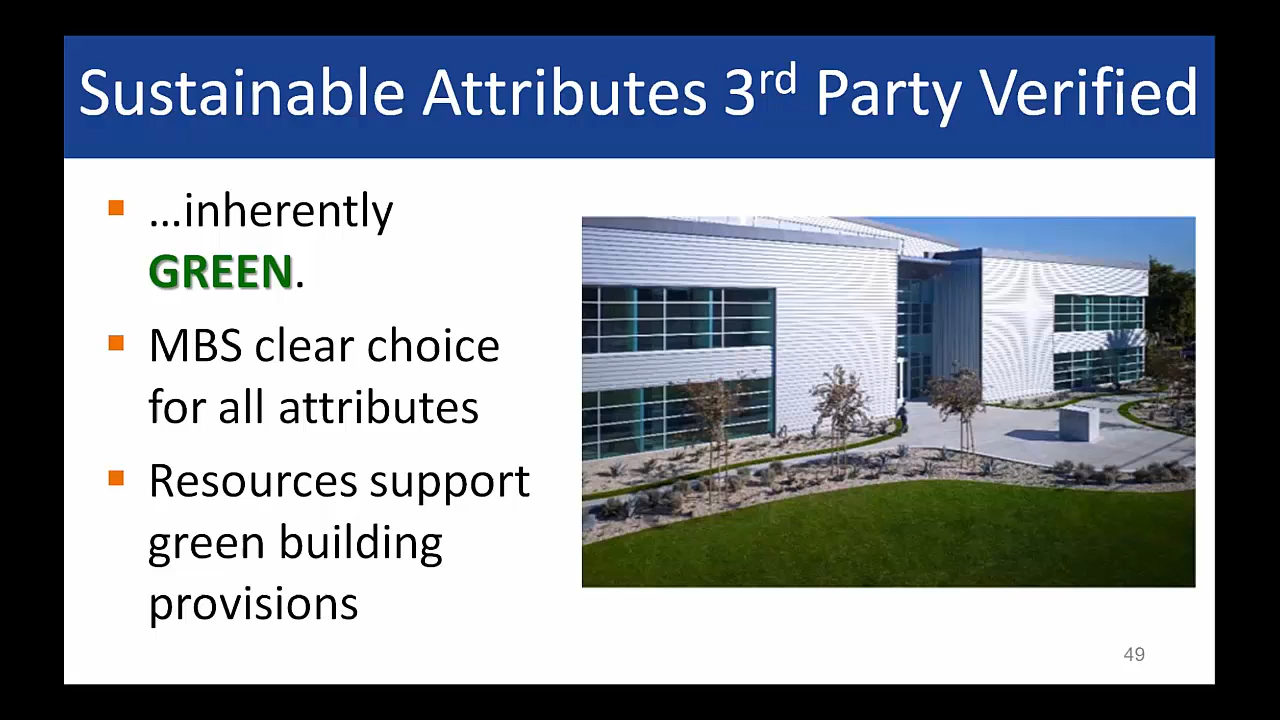 Sustainable Attributes 3rd Party Verified
…inherently
GREEN.
MBS clear choice
for all attributes
Resources support
green building
provisions
49